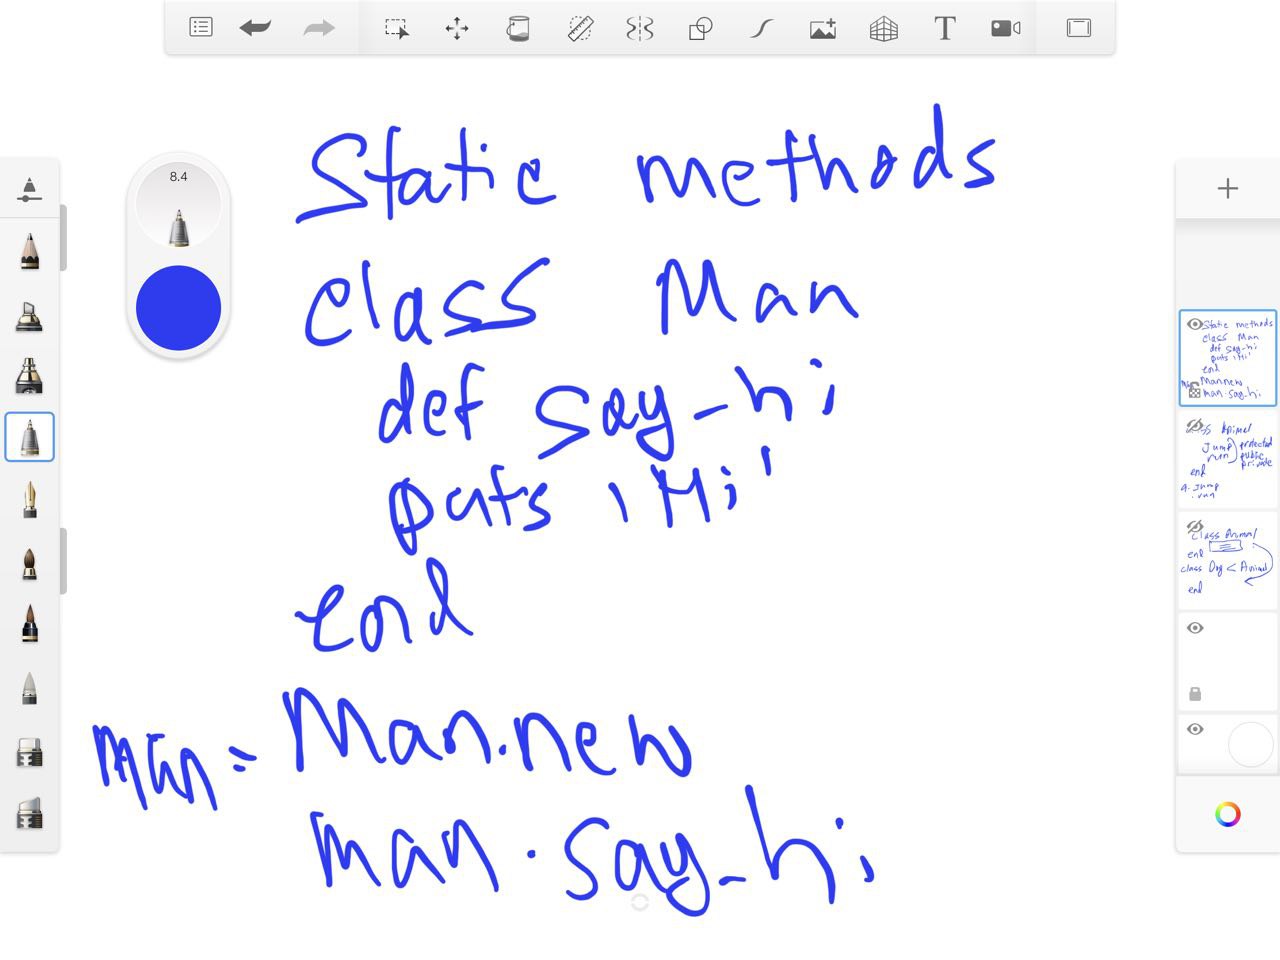 8.4
Static methods
class Man
def say_hi
puts 'Hi'
end
man = Man.new
man.say_hi
Static methods
class Man
def say_hi
puts 'Hi'
end
man = Man.new
man.say_hi
Animal
Jump
run
protected
public
private
end
a. Jump
. run
class Animal
end
class Dog < Animal
end